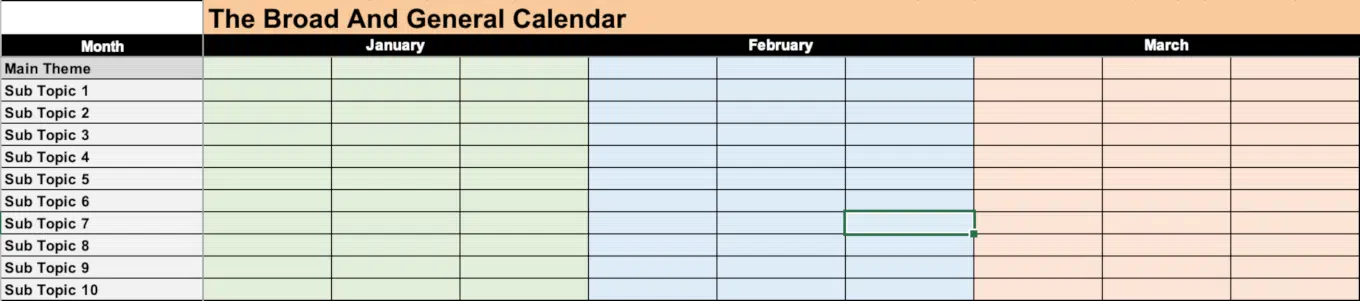 The Broad And General Calendar
Month January February March
Main Theme
Sub Topic 1
Sub Topic 2
Sub Topic 3
Sub Topic 4
Sub Topic 5
Sub Topic 6
Sub Topic 7
Sub Topic 8
Sub Topic 9
Sub Topic 10